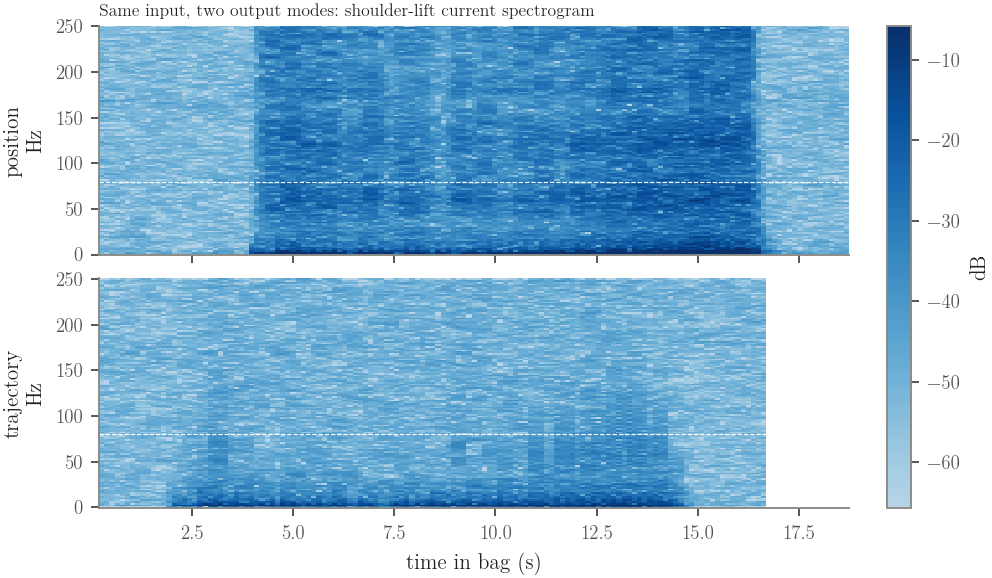 Same input, two output modes: shoulder-lift current spectrogram
position
Hz
250
200
150
100
50
0
trajectory
Hz
250
200
150
100
50
0
2.5 5.0 7.5 10.0 12.5 15.0 17.5
time in bag (s)
−10
−20
−30
−40
−50
−60
dB